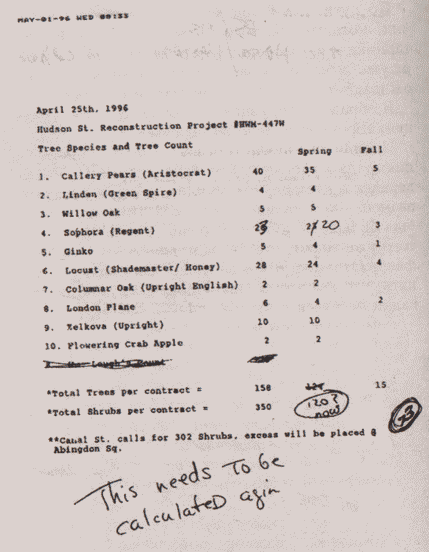 MAY-01-96 WED 08:33
April 25th, 1996
Hudson St. Reconstruction Project #HWM-447W
Tree Species and Tree Count
Spring Fall
1. Callery Pears (Aristocrat) 40 35 5
2. Linden (Green Spire) 4 4
3. Willow Oak 5 5
4. Sophora (Regent) 23 20 3
5. Ginko 5 4 1
6. Locust (Shademaster/ Honey) 28 24 4
7. Columnar Oak (Upright English) 2 2
8. London Plane 6 4 2
9. Zelkova (Upright) 10 10
10. Flowering Crab Apple 2 2
*Total Trees per contract = 158 15
*Total Shrubs per contract = 350 120? now
**Canal St. calls for 302 Shrubs, excess will be placed @
Abingdon Sq.
This needs to be
calculated agin